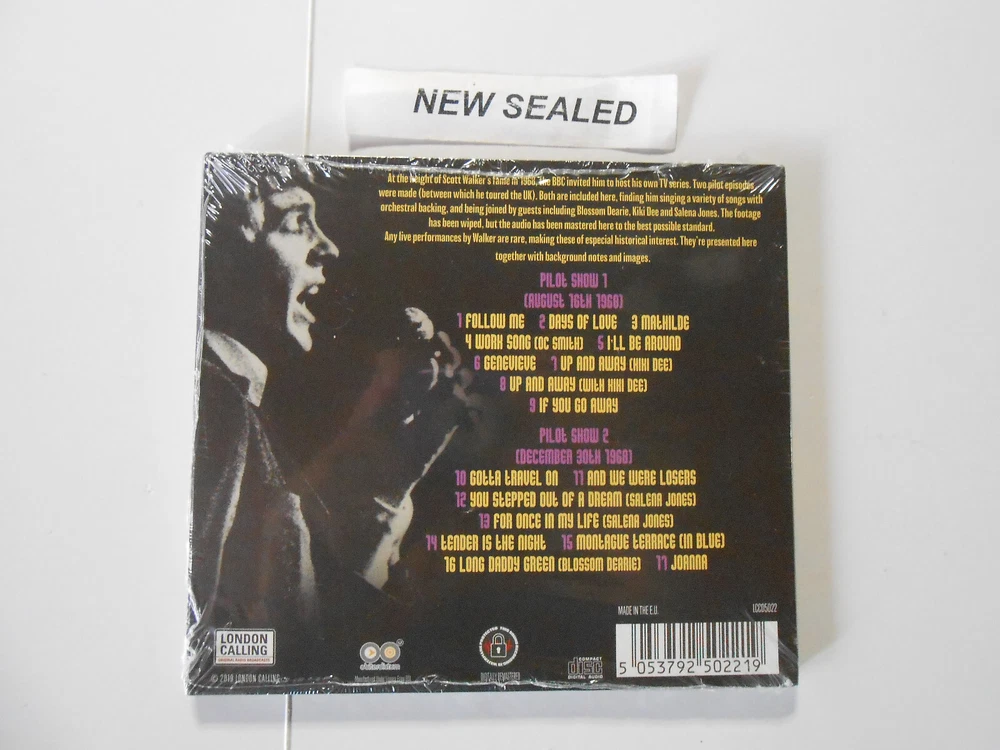 NEW SEALED
At the height of Scott Walker's fame in 1968, the BBC invited him to host his own TV series. Two pilot episodes
were made (between which he toured the UK). Both are included here, finding him singing a variety of songs with
orchestral backing, and being joined by guests including Blossom Dearie, Kiki Dee and Salena Jones. The footage
has been wiped, but the audio has been mastered here to the best possible standard.
Any live performances by Walker are rare, making these of especial historical interest. They're presented here
together with background notes and images.
PILOT SHOW 1
(AUGUST 16TH 1968)
1 FOLLOW ME 2 DAYS OF LOVE 3 MATHILDE
4 WORK SONG (OC SMITH) 5 I'LL BE AROUND
6 GENEVIEVE 7 UP AND AWAY (KIKI DEE)
8 UP AND AWAY (WITH KIKI DEE)
9 IF YOU GO AWAY
PILOT SHOW 2
(DECEMBER 30TH 1968)
10 GOTTA TRAVEL ON 11 AND WE WERE LOSERS
12 YOU STEPPED OUT OF A DREAM (SALENA JONES)
13 FOR ONCE IN MY LIFE (SALENA JONES)
14 TENDER IS THE NIGHT 15 MONTAGUE TERRACE (IN BLUE)
16 LONG DADDY GREEN (BLOSSOM DEARIE) 17 JOANNA
MADE IN THE E.U. LCCD5022
LONDON
CALLING
ORIGINAL AUDIO BROADCASTS
© 2019 LONDON CALLING
DIGITALLY REMASTERED
COMPACT
disc
DIGITAL AUDIO
5 053792 502219